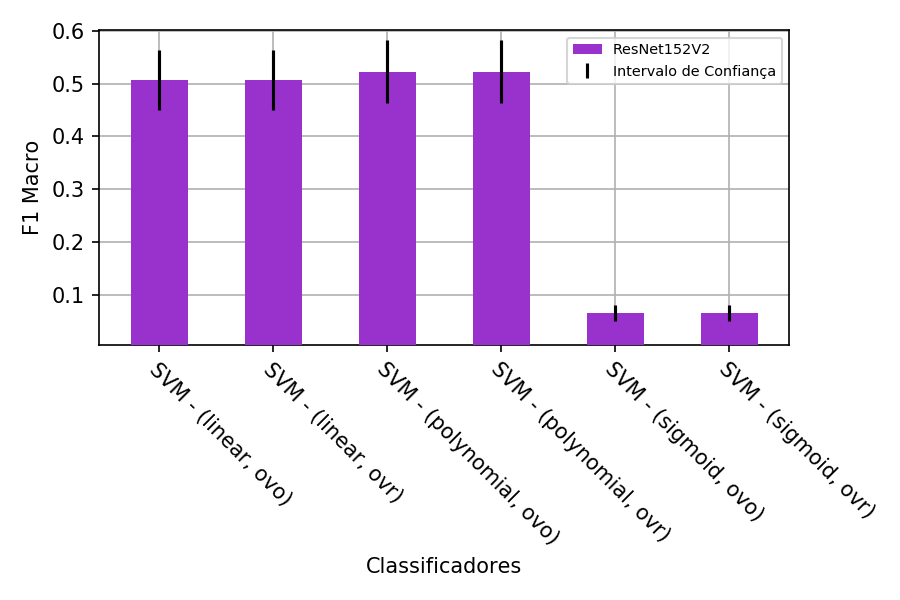 0.6
0.5
0.4
0.3
0.2
0.1
F1 Macro
ResNet152V2
Intervalo de Confiança
SVM - (linear, ovo)
SVM - (linear, ovr)
SVM - (polynomial, ovo)
SVM - (polynomial, ovr)
SVM - (sigmoid, ovo)
SVM - (sigmoid, ovr)
Classificadores